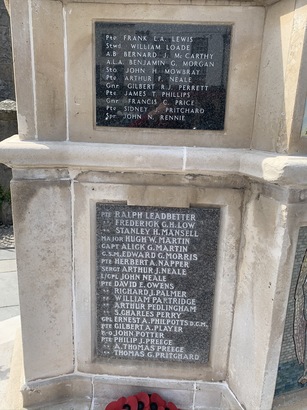 Pte FRANK L.A. LEWIS
Stwd. WILLIAM LOADE
A.B. BERNARD J. McCARTHY
A.L.A. BENJAMIN G. MORGAN
Sto. JOHN H. MOWBRAY
Pte. ARTHUR F. NEALE
Gnr. GILBERT R.J. PERRETT
Pte. JAMES T. PHILLIPS
Gnr. FRANCIS C. PRICE
Pte. SIDNEY J. PRITCHARD
Spr. JOHN N. RENNIE
PTE RALPH LEADBETTER
" FREDERICK G.H. LOW
" STANLEY H. MANSELL
MAJOR HUGH W. MARTIN
CAPT ALICK G. MARTIN
C.S.M. EDWARD G. MORRIS
PTE HERBERT A. NAPPER
SERGT ARTHUR J. NEALE
L/CPL JOHN NEALE
PTE DAVID E. OWENS
" RICHARD J. PALMER
" WILLIAM PARTRIDGE
" ARTHUR PEDLINGHAM
" S. CHARLES PERRY
CPL ERNEST A. PHILPOTTS D.C.M.
PTE GILBERT A. PLAYER
JOHN POTTER
PTE PHILIP J. PREECE
" A. THOMAS PREECE
" THOMAS G. PRITCHARD